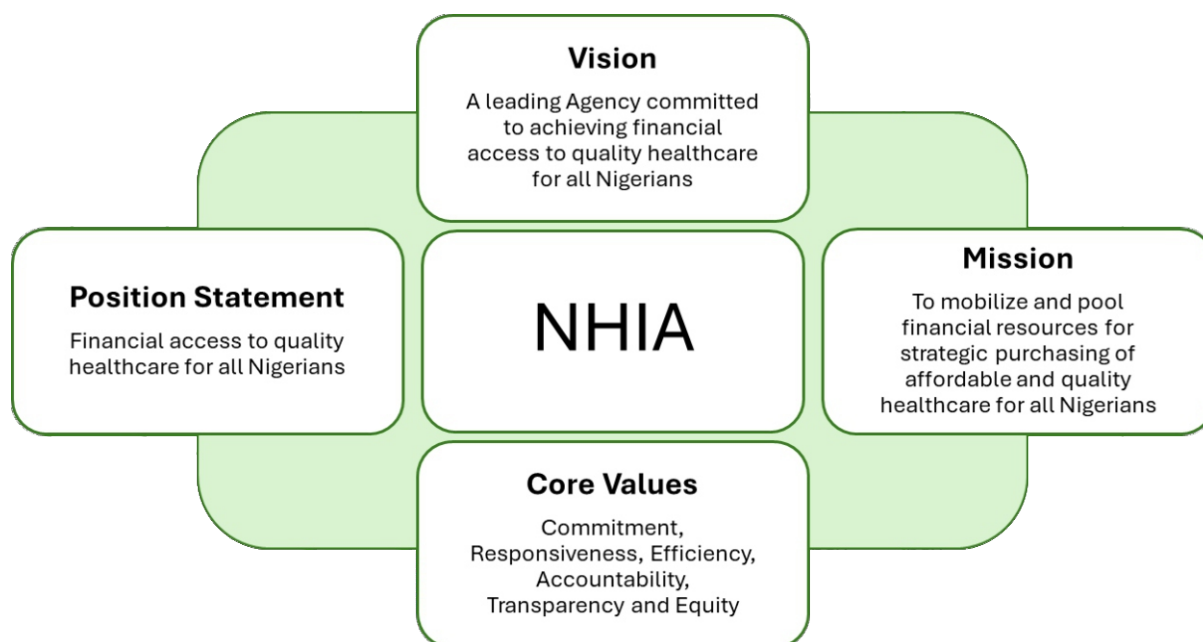 Vision
A leading Agency committed
to achieving financial
access to quality healthcare
for all Nigerians
Position Statement
Financial access to quality
healthcare for all Nigerians
NHIA
Mission
To mobilize and pool
financial resources for
strategic purchasing of
affordable and quality
healthcare for all Nigerians
Core Values
Commitment,
Responsiveness, Efficiency,
Accountability,
Transparency and Equity